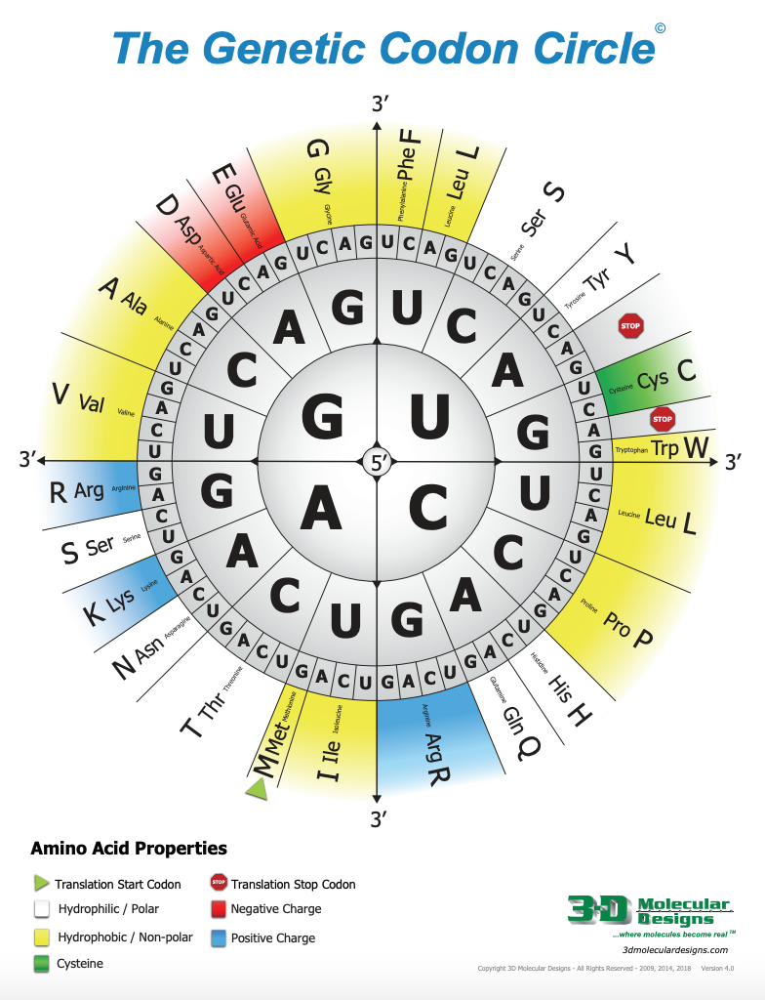 The Genetic Codon Circle©
3’
G Gly Glycine
Phenylalanine Phe F
Leucine Leu L
Serine Ser S
Tyrosine Tyr Y
STOP
Cysteine Cys C
STOP
Tryptophan Trp W
3’
Leucine Leu L
Proline Pro P
Histidine His H
Glutamine Gln Q
Arginine Arg R
3’
Isoleucine Ile I
Methionine Met M
Threonine Thr T
Asparagine Asn N
K Lys Lysine
S Ser Serine
R Arg Arginine
3’
V Val Valine
A Ala Alanine
D Asp Aspartic Acid
E Glu Glutamic Acid
U C A G U C A G U C A G U C A G
U C A G U C A G U C A G U C A G
U C A G U C A G U C A G U C A G
U C A G U C A G U C A G U C A G
U C A G
U C A G
U C A G
U C A G
G U
5’
A C
Amino Acid Properties
Translation Start Codon
STOP Translation Stop Codon
Hydrophilic / Polar
Negative Charge
Hydrophobic / Non-polar
Positive Charge
Cysteine
3-D Molecular Designs
...where molecules become real ™
3dmoleculardesigns.com
Copyright 3D Molecular Designs - All Rights Reserved - 2009, 2014, 2018 Version 4.0